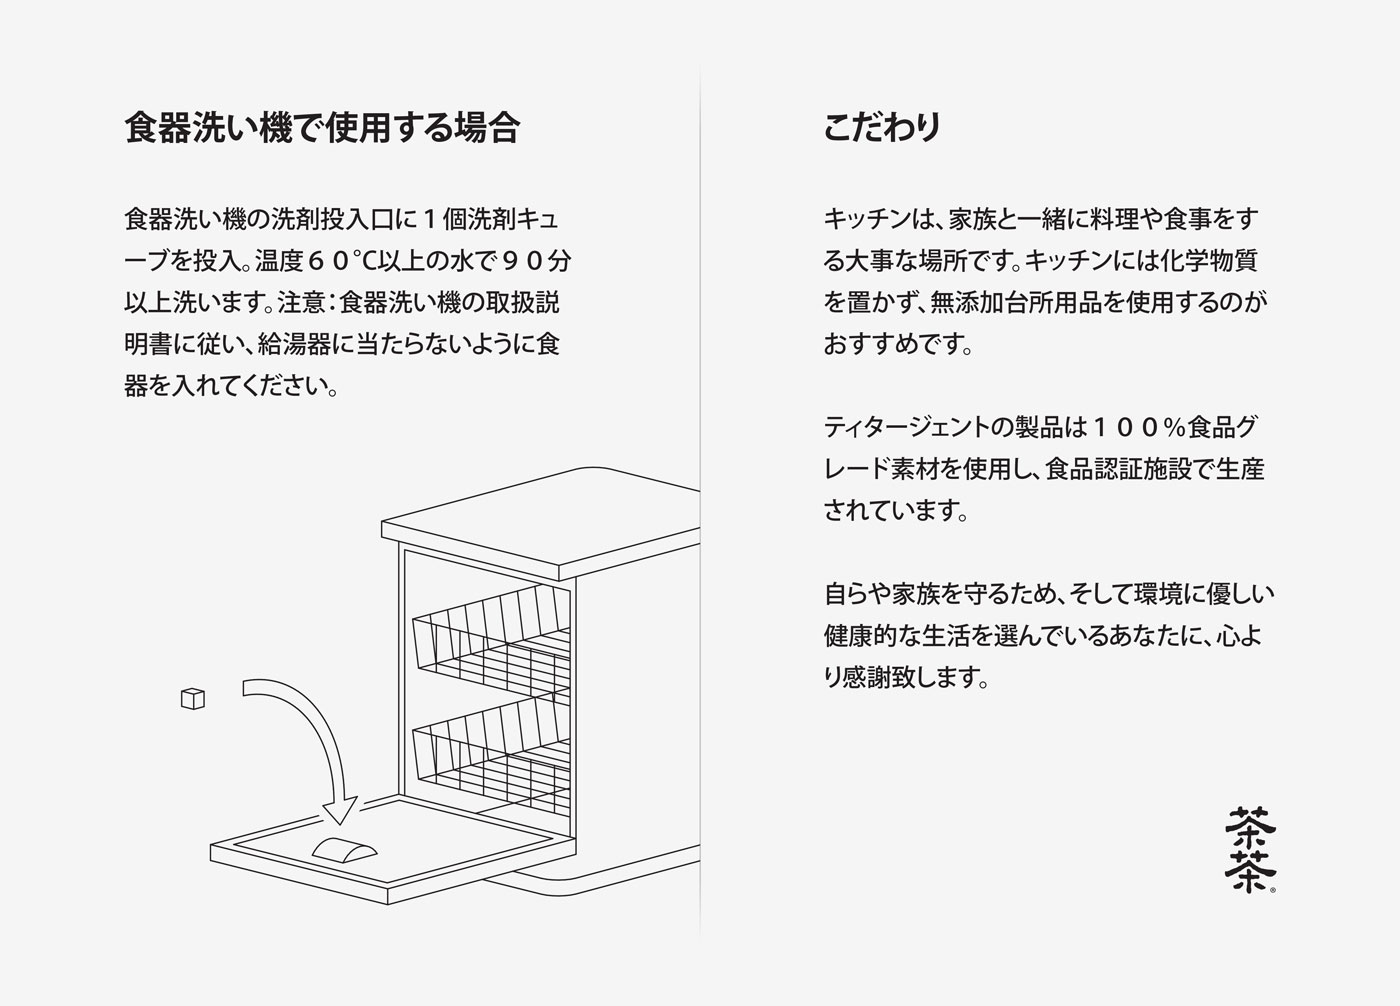 食器洗い機で使用する場合
食器洗い機の洗剤投入口に１個洗剤キュ
ーブを投入。温度６０℃以上の水で９０分
以上洗います。注意：食器洗い機の取扱説
明書に従い、給湯器に当たらないように食
器を入れてください。
こだわり
キッチンは、家族と一緒に料理や食事をす
る大事な場所です。キッチンには化学物質
を置かず、無添加台所用品を使用するのが
おすすめです。
ティタージェントの製品は１００％食品グ
レード素材を使用し、食品認証施設で生産
されています。
自らや家族を守るため、そして環境に優しい
健康的な生活を選んでいるあなたに、心よ
り感謝致します。
茶
茶®